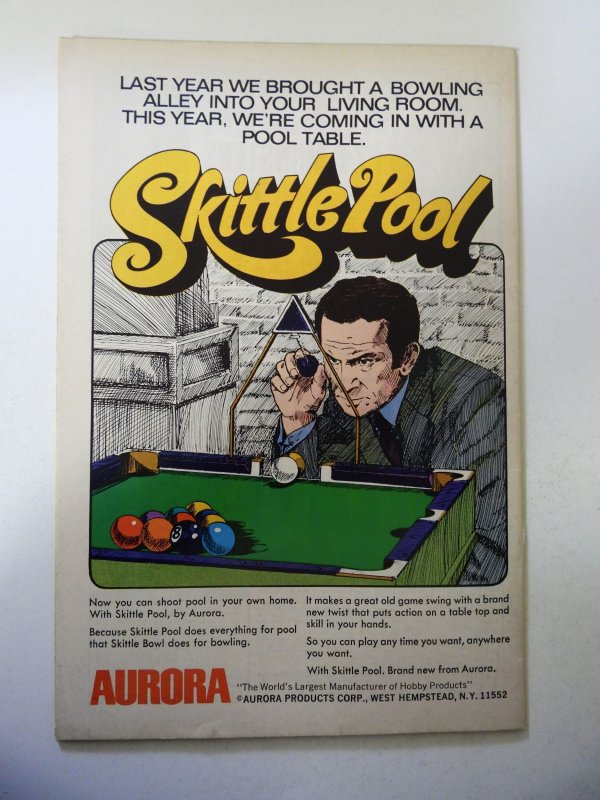 LAST YEAR WE BROUGHT A BOWLING
ALLEY INTO YOUR LIVING ROOM.
THIS YEAR, WE'RE COMING IN WITH A
POOL TABLE.
Skittle Pool
8
Now you can shoot pool in your own home.
With Skittle Pool, by Aurora.
Because Skittle Pool does everything for pool
that Skittle Bowl does for bowling.
It makes a great old game swing with a brand
new twist that puts action on a table top and
skill in your hands.
So you can play any time you want, anywhere
you want.
With Skittle Pool. Brand new from Aurora.
AURORA
"The World's Largest Manufacturer of Hobby Products"
©AURORA PRODUCTS CORP., WEST HEMPSTEAD, N.Y. 11552